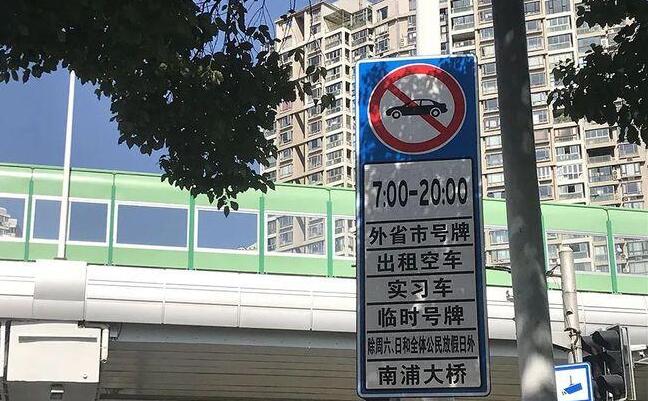 7:00-20:00
外省市号牌
出租空车
实习车
临时号牌
除周六、日和全体公民放假日外
南浦大桥